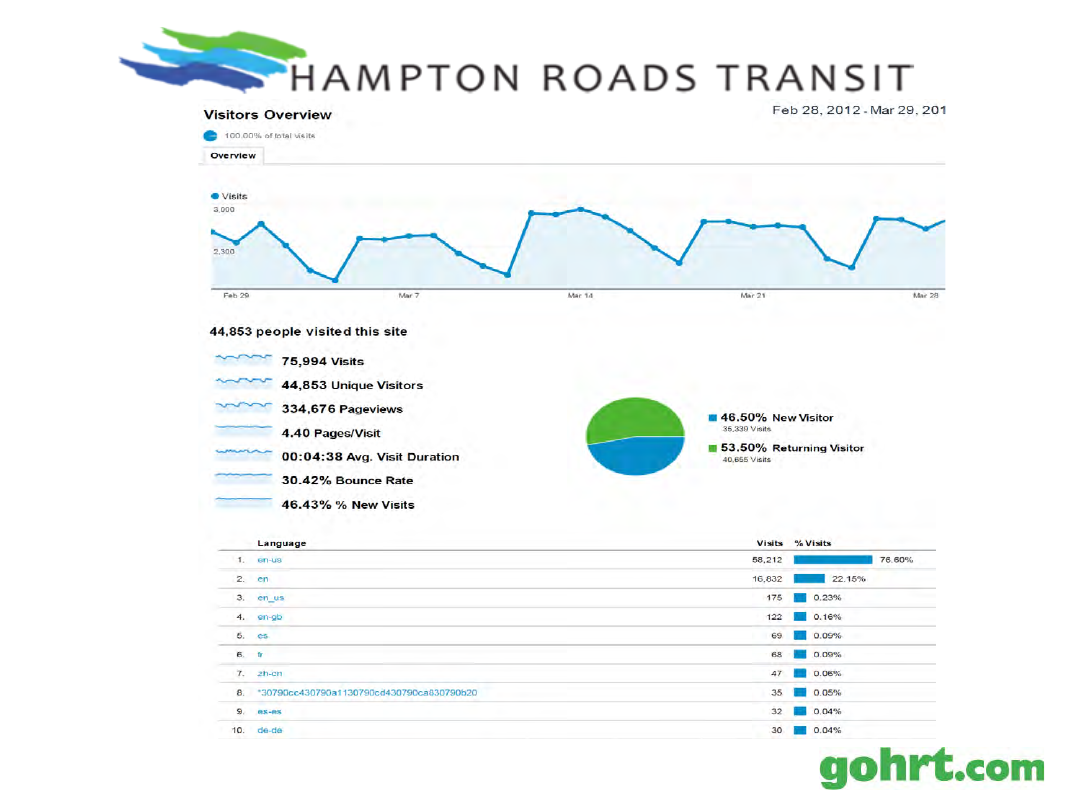 HAMPTON ROADS TRANSIT
Visitors Overview
Feb 28, 2012 - Mar 29, 201
100.00% of total visits
Overview
Visits
3,000
2,300
Feb 29 Mar 7 Mar 14 Mar 21 Mar 28
44,853 people visited this site
75,994 Visits
44,853 Unique Visitors
334,676 Pageviews
4.40 Pages/Visit
00:04:38 Avg. Visit Duration
30.42% Bounce Rate
46.43% % New Visits
46.50% New Visitor
35,339 Visits
53.50% Returning Visitor
40,655 Visits
Language Visits % Visits
1. en-us 58,212 76.60%
2. en 16,832 22.15%
3. en_us 175 0.23%
4. en-gb 122 0.16%
5. es 69 0.09%
6. fr 68 0.09%
7. zh-cn 47 0.06%
8. 35 0.05%
9. es-es 32 0.04%
10. de-de 30 0.04%
gohrt.com